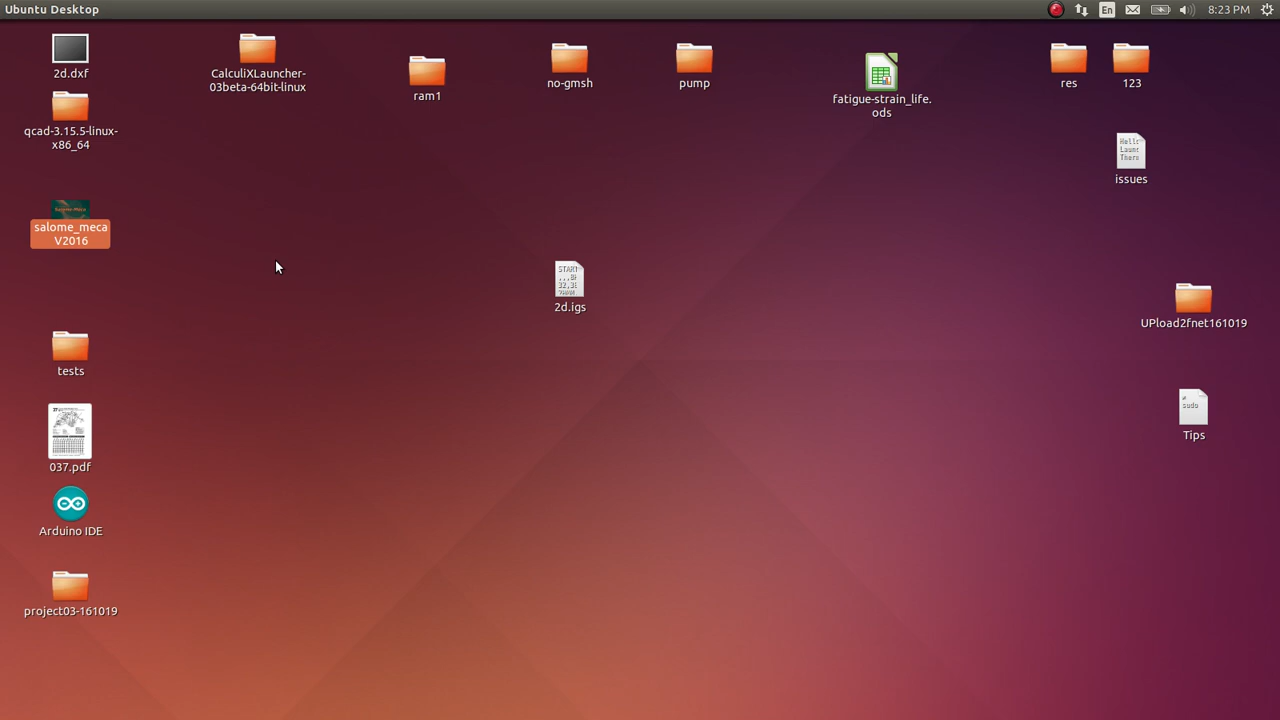 Ubuntu Desktop
En
8:23 PM
2d.dxf
CalculiXLauncher-
03beta-64bit-linux
ram1
no-gmsh
pump
fatigue-strain_life.
ods
res
123
qcad-3.15.5-linux-
x86_64
issues
salome_meca
V2016
2d.igs
UPload2fnet161019
tests
sudo
Tips
037.pdf
Arduino IDE
project03-161019